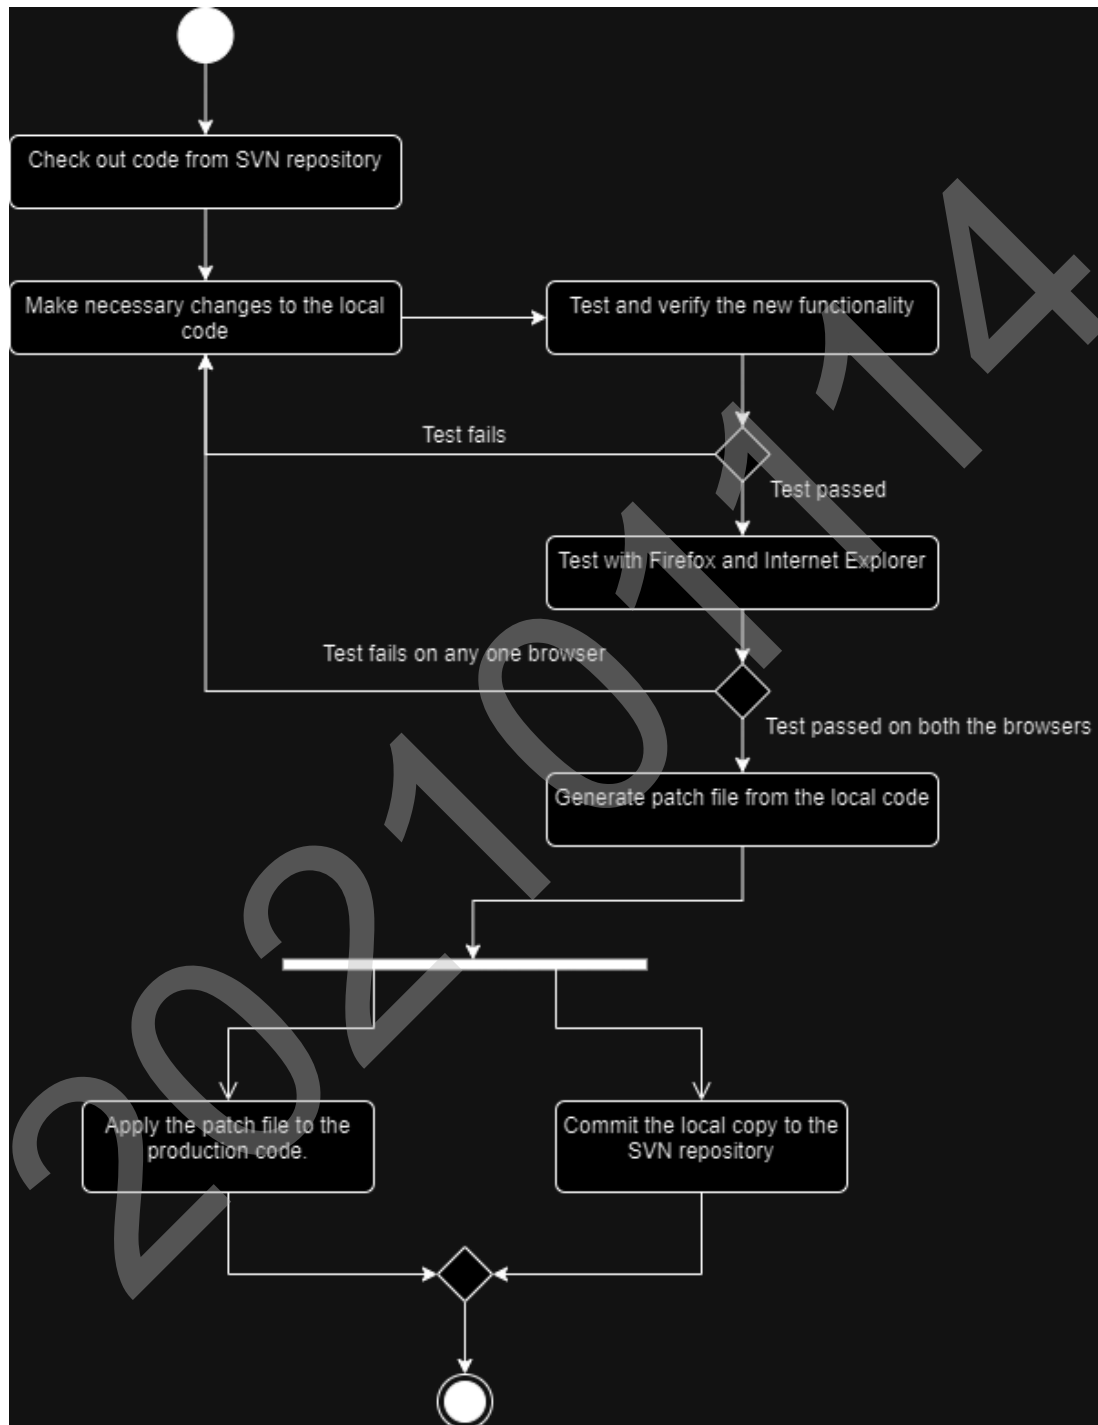 Check out code from SVN repository
Make necessary changes to the local
code
Test and verify the new functionality
Test fails
Test passed
Test with Firefox and Internet Explorer
Test fails on any one browser
Test passed on both the browsers
Generate patch file from the local code
Apply the patch file to the
production code.
Commit the local copy to the
SVN repository
202101114